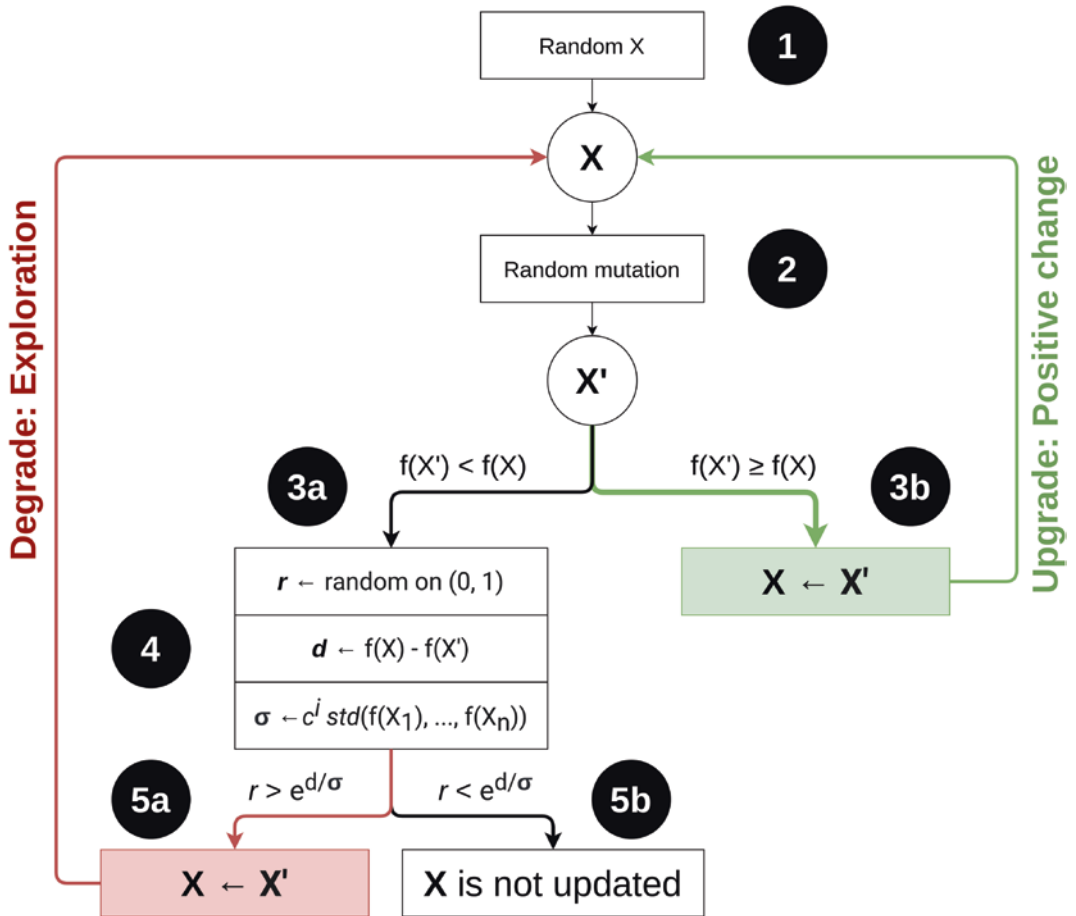 Random X
1
X
Random mutation
2
X'
f(X') < f(X)
f(X') ≥ f(X)
3a
3b
r ← random on (0, 1)
X ← X'
d ← f(X) - f(X')
4
σ ← cⁱ std(f(X₁), ..., f(Xₙ))
5a
r > e^d/σ
r < e^d/σ
5b
X ← X'
X is not updated
Degrade: Exploration
Upgrade: Positive change